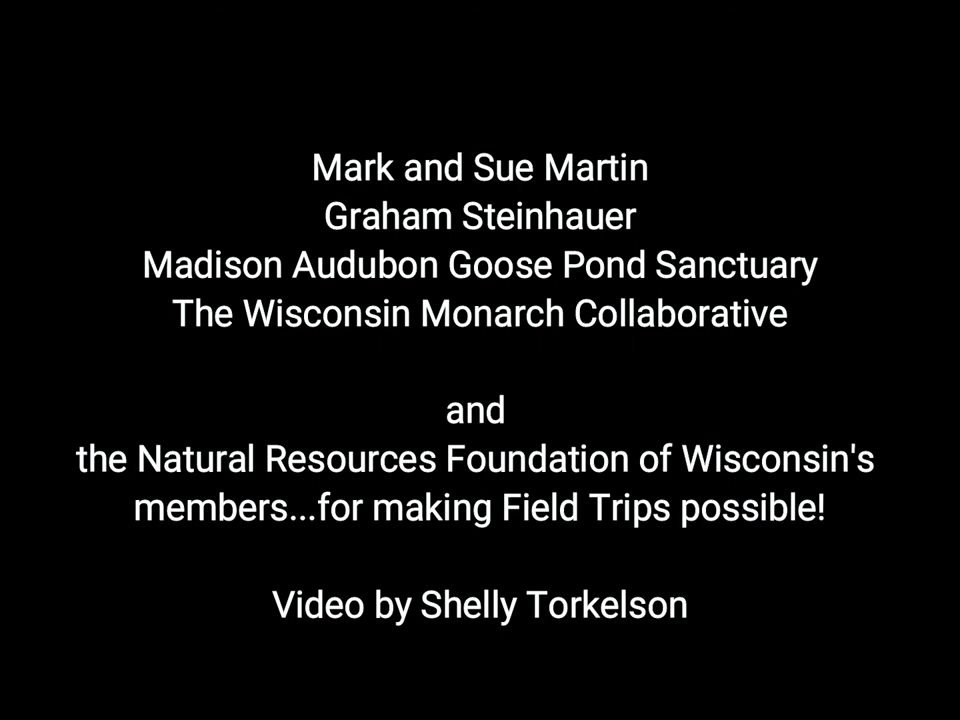 Mark and Sue Martin
Graham Steinhauer
Madison Audubon Goose Pond Sanctuary
The Wisconsin Monarch Collaborative
and
the Natural Resources Foundation of Wisconsin's
members...for making Field Trips possible!
Video by Shelly Torkelson